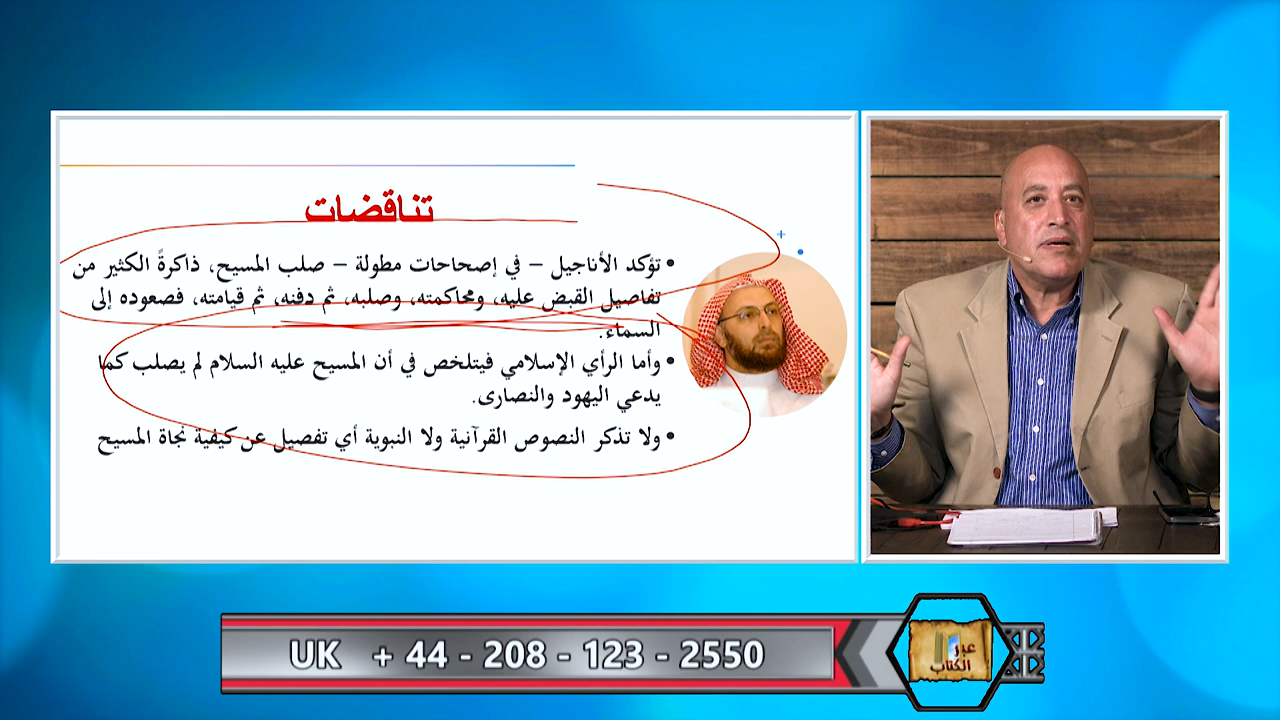 تناقضات
• تؤكد الأناجيل – في إصحاحات مطولة – صلب المسيح، ذاكرةً الكثير من
تفاصيل القبض عليه، ومحاكمته، وصلبه، ثم دفنه، ثم قيامته، فصعوده إلى
السماء.
• وأما الرأي الإسلامي فيتلخص في أن المسيح عليه السلام لم يصلب كما
يدعي اليهود والنصارى.
• ولا تذكر النصوص القرآنية ولا النبوية أي تفصيل عن كيفية نجاة المسيح
UK + 44 - 208 - 123 - 2550
عبر
الكتاب